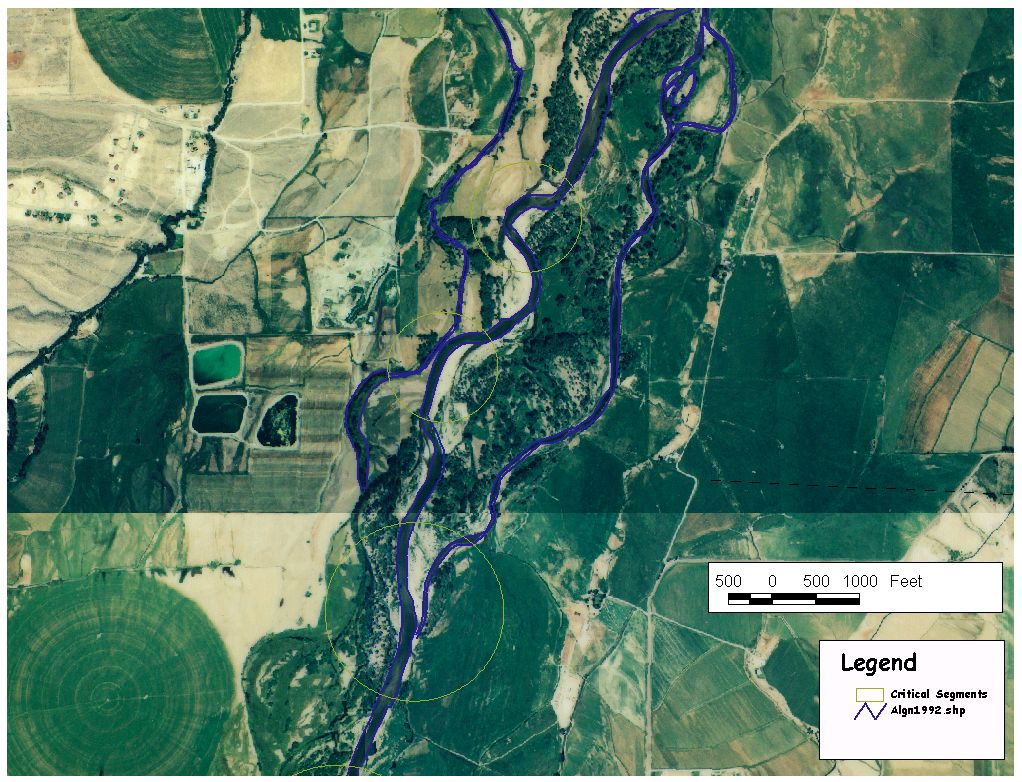 500 0 500 1000 Feet
Legend
Critical Segments
Algn1992.shp